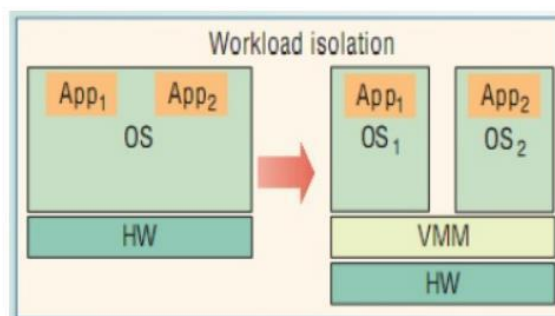 Workload isolation
App₁ App₂
OS
HW
App₁ App₂
OS₁ OS₂
VMM
HW